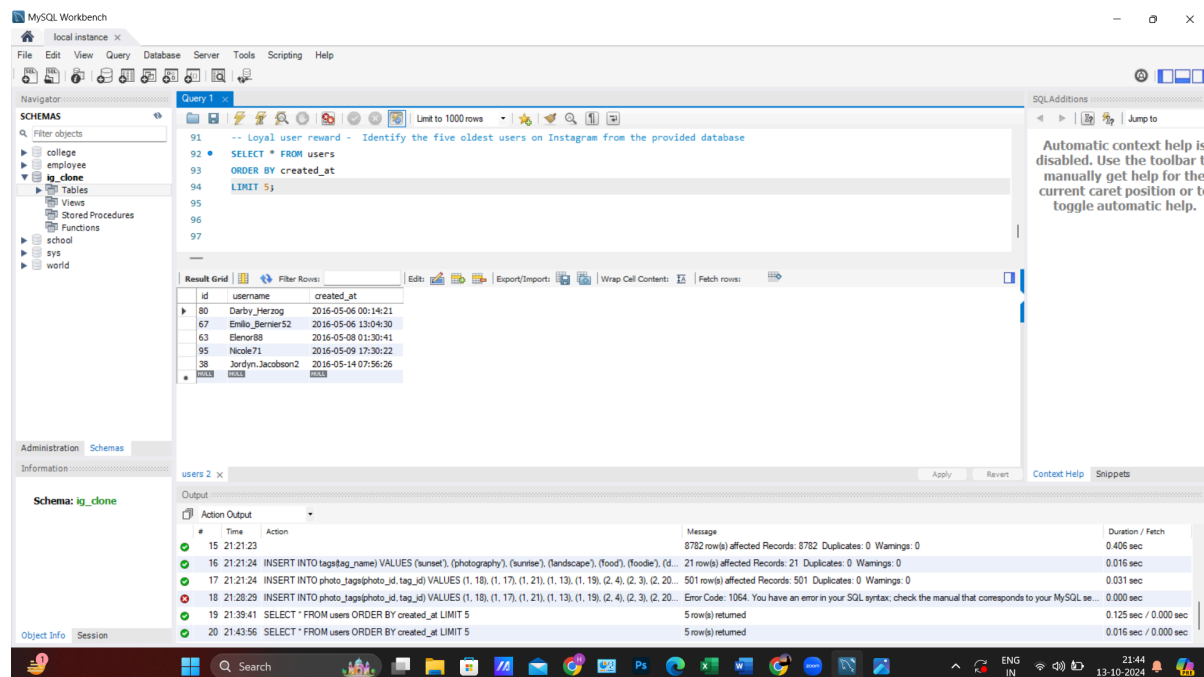 MySQL Workbench
local instance
File Edit View Query Database Server Tools Scripting Help
Navigator
SCHEMAS
Filter objects
college
employee
ig_clone
Tables
Views
Stored Procedures
Functions
school
sys
world
Administration Schemas
Information
Schema: ig_clone
Object Info Session
Query 1
Limit to 1000 rows
91 -- Loyal user reward - Identify the five oldest users on Instagram from the provided database
92 SELECT * FROM users
93 ORDER BY created_at
94 LIMIT 5;
95
96
97
Result Grid Filter Rows: Edit: Export/Import: Wrap Cell Content: Fetch rows:
id username created_at
80 Darby_Herzog 2016-05-06 00:14:21
67 Emilio_Bernier52 2016-05-06 13:04:30
63 Elenor88 2016-05-08 01:30:41
95 Nicole71 2016-05-09 17:30:22
38 Jordyn.Jacobson2 2016-05-14 07:56:26
NULL NULL NULL
users 2
Apply Revert
SQLAdditions
Jump to
Automatic context help is
disabled. Use the toolbar t
manually get help for the
current caret position or to
toggle automatic help.
Context Help Snippets
Output
Action Output
# Time Action Message Duration / Fetch
15 21:21:23 8782 row(s) affected Records: 8782 Duplicates: 0 Warnings: 0 0.406 sec
16 21:21:24 INSERT INTO tags(tag_name) VALUES ('sunset'), ('photography'), ('sunrise'), ('landscape'), ('food'), ('foodie'), ('d... 21 row(s) affected Records: 21 Duplicates: 0 Warnings: 0 0.016 sec
17 21:21:24 INSERT INTO photo_tags(photo_id, tag_id) VALUES (1, 18), (1, 17), (1, 21), (1, 13), (1, 19), (2, 4), (2, 3), (2, 20... 501 row(s) affected Records: 501 Duplicates: 0 Warnings: 0 0.031 sec
18 21:28:29 INSERT INTO photo_tags(photo_id, tag_id) VALUES (1, 18), (1, 17), (1, 21), (1, 13), (1, 19), (2, 4), (2, 3), (2, 20... Error Code: 1064. You have an error in your SQL syntax; check the manual that corresponds to your MySQL se... 0.000 sec
19 21:39:41 SELECT * FROM users ORDER BY created_at LIMIT 5 5 row(s) returned 0.125 sec / 0.000 sec
20 21:43:56 SELECT * FROM users ORDER BY created_at LIMIT 5 5 row(s) returned 0.016 sec / 0.000 sec
Search
Ps
zoom
ENG
IN
21:44
13-10-2024
PRE